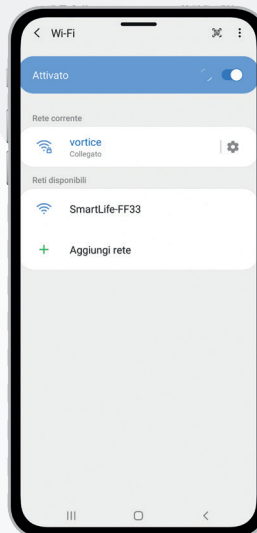 Wi-Fi
Attivato
Rete corrente
vortice
Collegato
Reti disponibili
SmartLife-FF33
Aggiungi rete